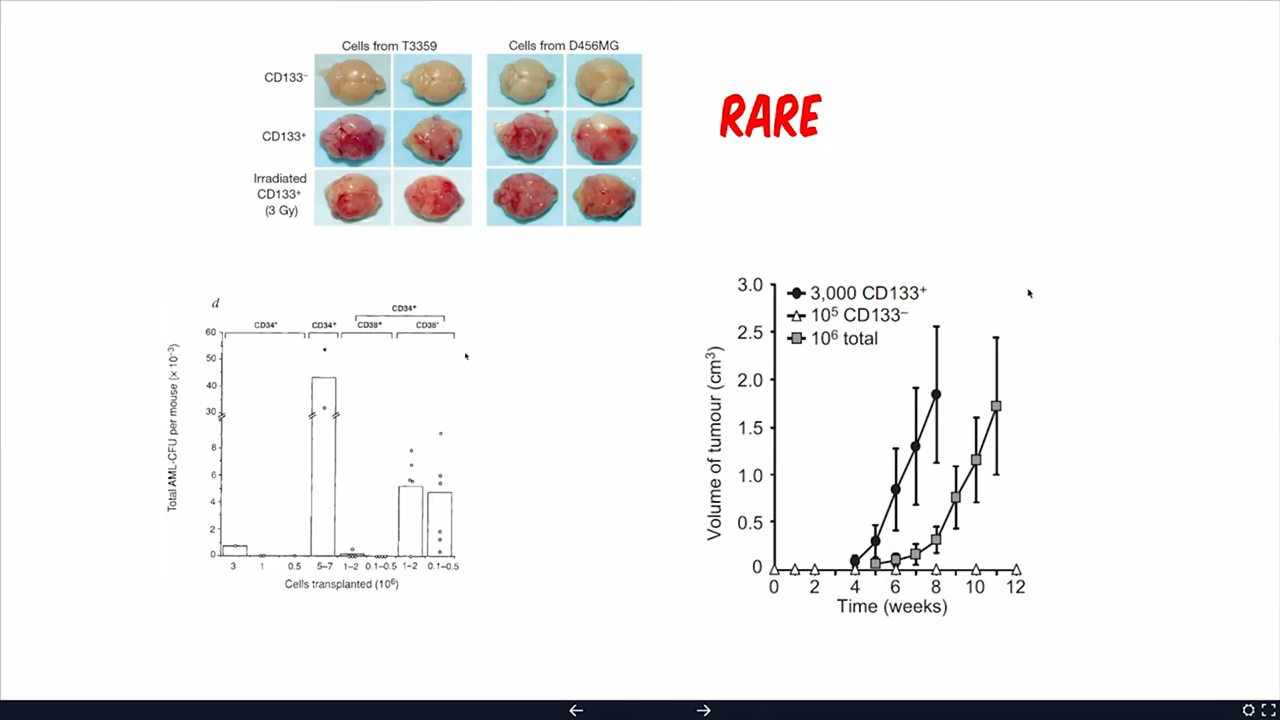 Cells from T3359
Cells from D456MG
CD133⁻
CD133⁺
Irradiated
CD133⁺
(3 Gy)
RARE
d
CD34⁺
CD34⁻
CD34⁺
CD38⁺
CD38⁻
Total AML-CFU per mouse (× 10⁻³)
60
50
40
30
8
6
4
2
0
3
1
0.5
5–7
1–2
0.1–0.5
1–2
0.1–0.5
Cells transplanted (10⁶)
3,000 CD133⁺
10⁵ CD133⁻
10⁶ total
Volume of tumour (cm³)
3.0
2.5
2.0
1.5
1.0
0.5
0
0
2
4
6
8
10
12
Time (weeks)